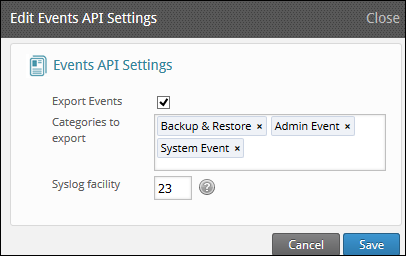 Edit Events API Settings Close
Events API Settings
Export Events
Categories to export
Backup & Restore × Admin Event ×
System Event ×
Syslog facility 23 ?
Cancel Save